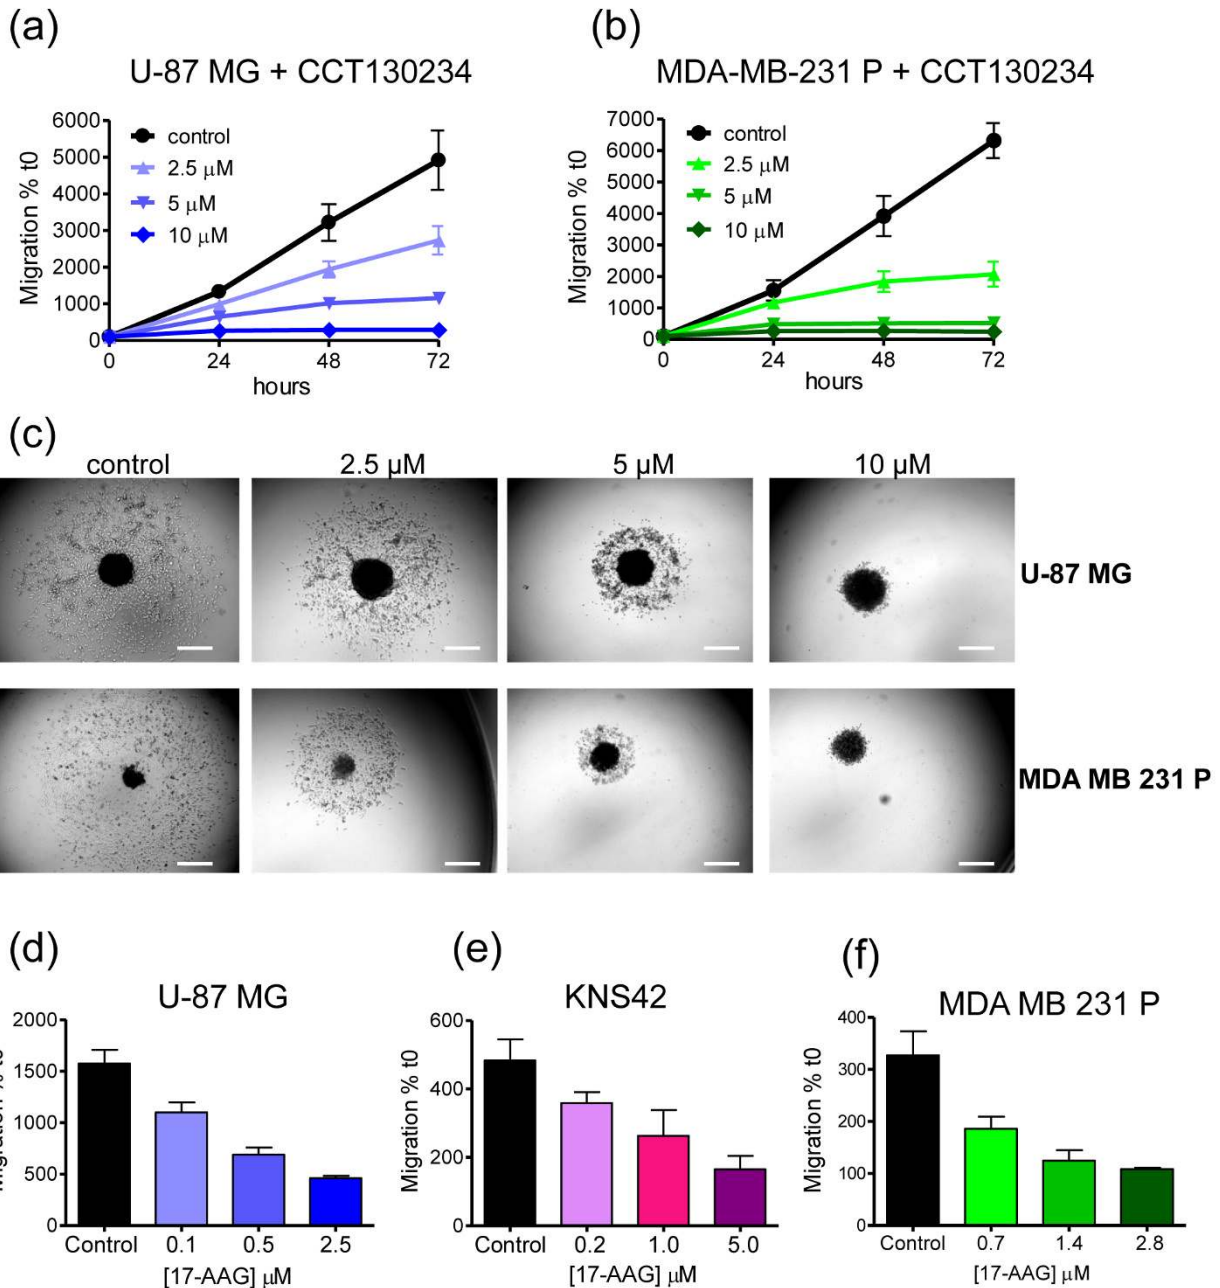 (a)
U-87 MG + CCT130234
Migration % t0
6000
5000
4000
3000
2000
1000
0
control
2.5 μM
5 μM
10 μM
0 24 48 72
hours
(b)
MDA-MB-231 P + CCT130234
Migration % t0
7000
6000
5000
4000
3000
2000
1000
0
control
2.5 μM
5 μM
10 μM
0 24 48 72
hours
(c)
control 2.5 μM 5 μM 10 μM
U-87 MG
MDA MB 231 P
(d)
U-87 MG
% t0
2000
1500
1000
500
0
Control 0.1 0.5 2.5
[17-AAG] μM
(e)
KNS42
Migration % t0
600
400
200
0
Control 0.2 1.0 5.0
[17-AAG] μM
(f)
MDA MB 231 P
Migration % t0
400
300
200
100
0
Control 0.7 1.4 2.8
[17-AAG] μM